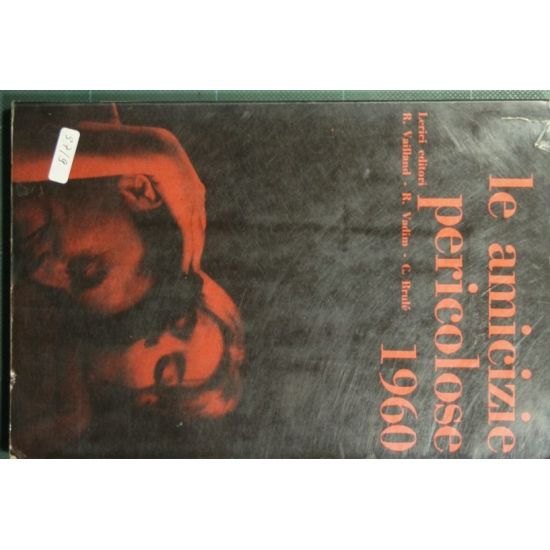 le amicizie
pericolose
1960
Lerici editori
R. Vailland - R. Vadim - C. Brulé